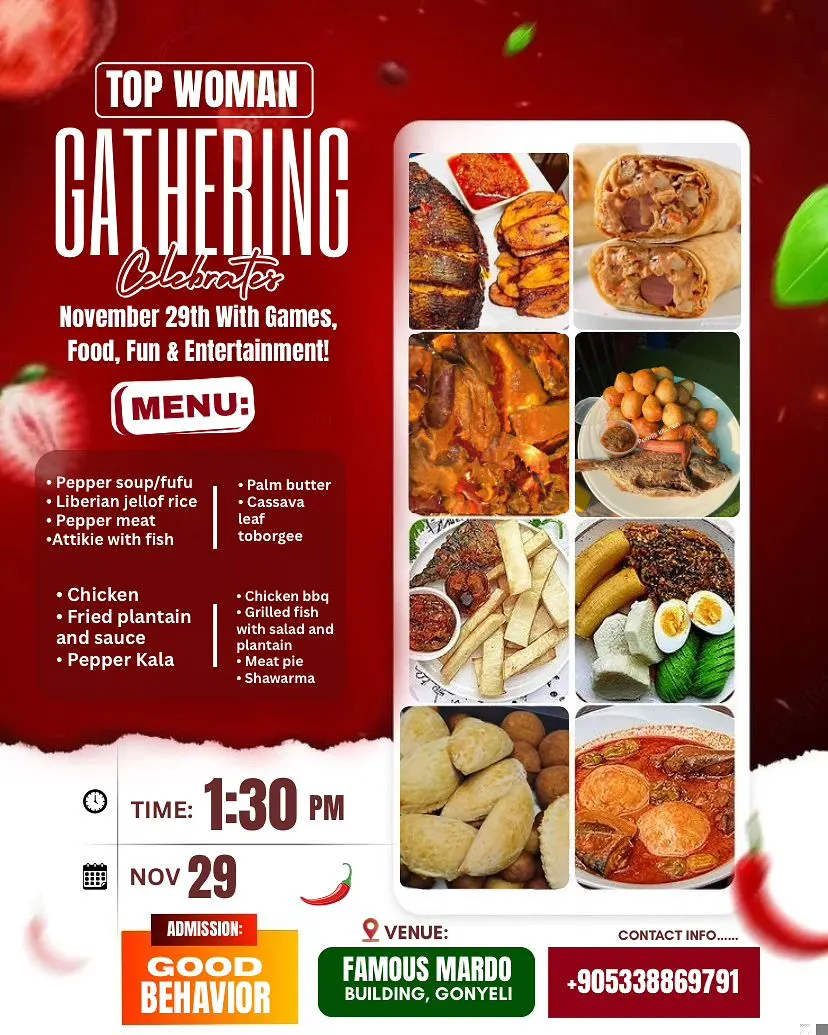 TOP WOMAN
GATHERING
Celebrates
November 29th With Games,
Food, Fun & Entertainment!
MENU:
• Pepper soup/fufu
• Liberian jellof rice
• Pepper meat
•Attikie with fish
• Palm butter
• Cassava
leaf
toborgee
• Chicken
• Fried plantain
and sauce
• Pepper Kala
• Chicken bbq
• Grilled fish
with salad and
plantain
• Meat pie
• Shawarma
TIME: 1:30 PM
NOV 29
ADMISSION:
GOOD
BEHAVIOR
VENUE:
FAMOUS MARDO
BUILDING, GONYELI
CONTACT INFO......
+905338869791